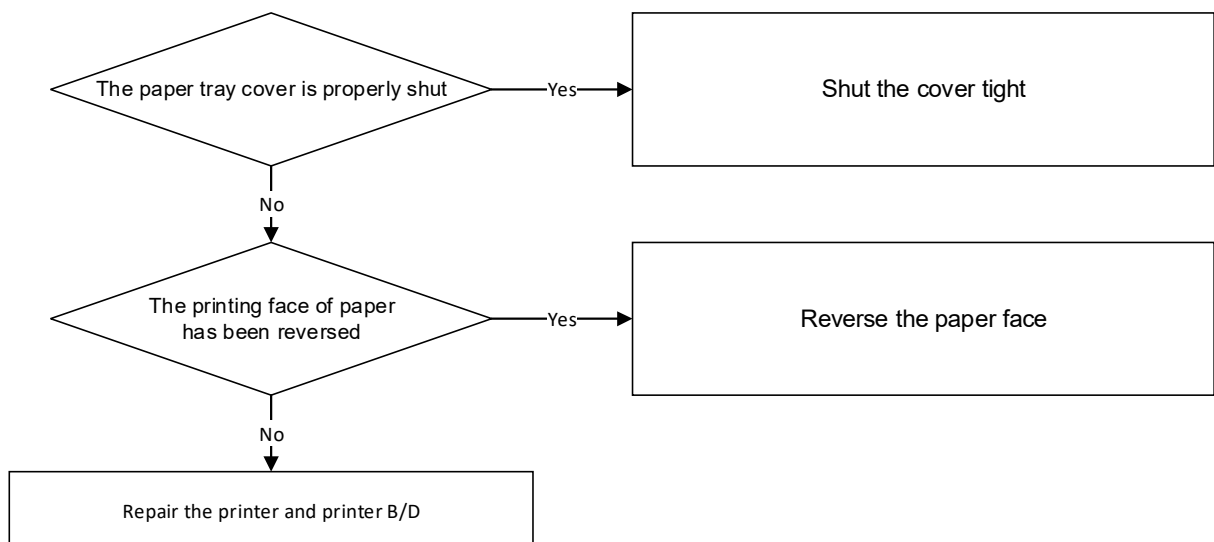 The paper tray cover is properly shut
Yes
Shut the cover tight
No
The printing face of paper
has been reversed
Yes
Reverse the paper face
No
Repair the printer and printer B/D